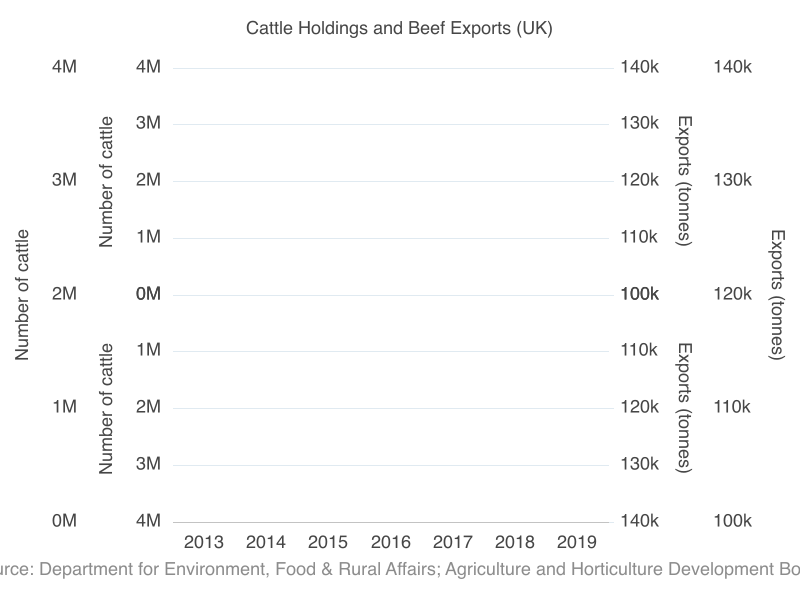 Cattle Holdings and Beef Exports (UK)
4M 4M 140k 140k
3M 130k
3M 2M 120k 130k
1M 110k
2M 0M 100k 120k
1M 110k
1M 2M 120k 110k
3M 130k
0M 4M 140k 100k
Number of cattle
Number of cattle
Number of cattle
Exports (tonnes)
Exports (tonnes)
Exports (tonnes)
2013 2014 2015 2016 2017 2018 2019
urce: Department for Environment, Food & Rural Affairs; Agriculture and Horticulture Development Bo